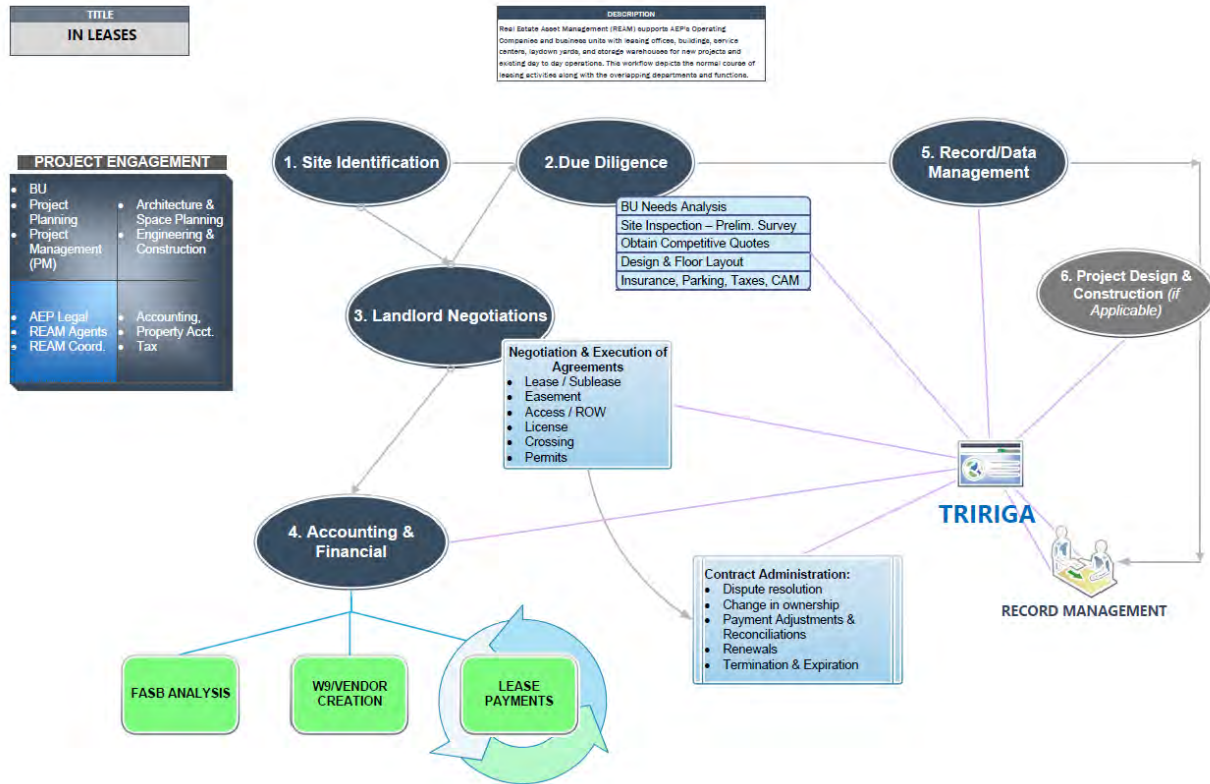 TITLE
IN LEASES
DESCRIPTION
Real Estate Asset Management (REAM) supports AEP's Operating
Companies and business units with leasing offices, buildings, service
centers, laydown yards, and storage warehouses for new projects and
existing day to day operations. This workflow depicts the normal course of
leasing activities along with the overlapping departments and functions.
PROJECT ENGAGEMENT
• BU
• Project
Planning
• Project
Management
(PM)
• Architecture &
Space Planning
• Engineering &
Construction
• AEP Legal
• REAM Agents
• REAM Coord.
• Accounting,
• Property Acct.
• Tax
1. Site Identification
2.Due Diligence
BU Needs Analysis
Site Inspection – Prelim. Survey
Obtain Competitive Quotes
Design & Floor Layout
Insurance, Parking, Taxes, CAM
5. Record/Data
Management
6. Project Design &
Construction (if
Applicable)
3. Landlord Negotiations
Negotiation & Execution of
Agreements
• Lease / Sublease
• Easement
• Access / ROW
• License
• Crossing
• Permits
TRIRIGA
4. Accounting &
Financial
Contract Administration:
• Dispute resolution
• Change in ownership
• Payment Adjustments &
Reconciliations
• Renewals
• Termination & Expiration
RECORD MANAGEMENT
FASB ANALYSIS
W9/VENDOR
CREATION
LEASE
PAYMENTS